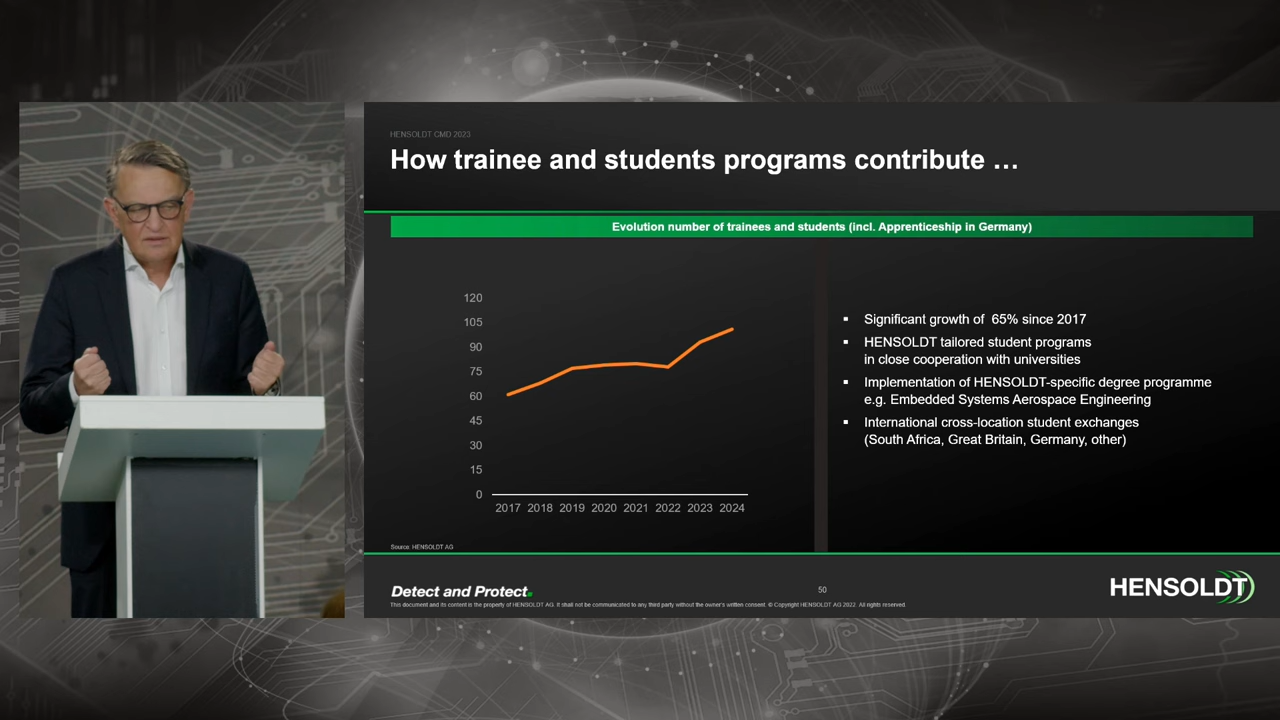 HENSOLDT CMD 2023
How trainee and students programs contribute …
Evolution number of trainees and students (incl. Apprenticeship in Germany)
120
105
90
75
60
45
30
15
0
2017 2018 2019 2020 2021 2022 2023 2024
▪ Significant growth of 65% since 2017
▪ HENSOLDT tailored student programs
in close cooperation with universities
▪ Implementation of HENSOLDT-specific degree programme
e.g. Embedded Systems Aerospace Engineering
▪ International cross-location student exchanges
(South Africa, Great Britain, Germany, other)
Source: HENSOLDT AG
Detect and Protect.
50
HENSOLDT
This document and its content is the property of HENSOLDT AG. It shall not be communicated to any third party without the owner's written consent. © Copyright HENSOLDT AG 2022. All rights reserved.